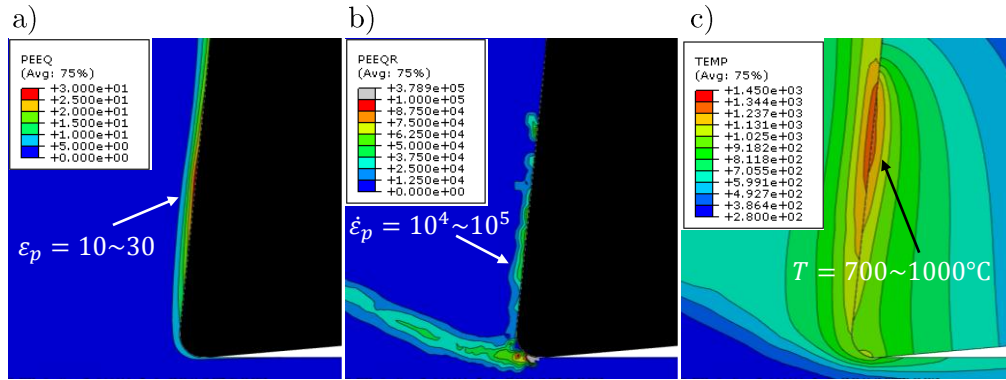 a)
PEEQ
(Avg: 75%)
+3.000e+01
+2.500e+01
+2.000e+01
+1.500e+01
+1.000e+01
+5.000e+00
+0.000e+00
εₚ = 10~30
b)
PEEQR
(Avg: 75%)
+3.789e+05
+1.000e+05
+8.750e+04
+7.500e+04
+6.250e+04
+5.000e+04
+3.750e+04
+2.500e+04
+1.250e+04
+0.000e+00
ε̇ₚ = 10⁴~10⁵
c)
TEMP
(Avg: 75%)
+1.450e+03
+1.344e+03
+1.237e+03
+1.131e+03
+1.025e+03
+9.182e+02
+8.118e+02
+7.055e+02
+5.991e+02
+4.927e+02
+3.864e+02
+2.800e+02
T = 700~1000°C